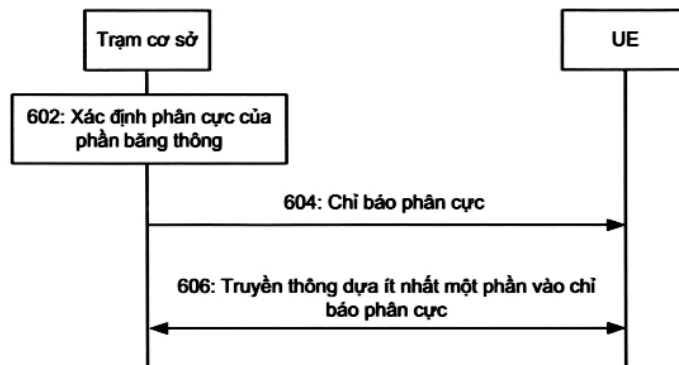 Trạm cơ sở
UE
602: Xác định phân cực của
phần băng thông
604: Chỉ báo phân cực
606: Truyền thông dựa ít nhất một phần vào chỉ
báo phân cực